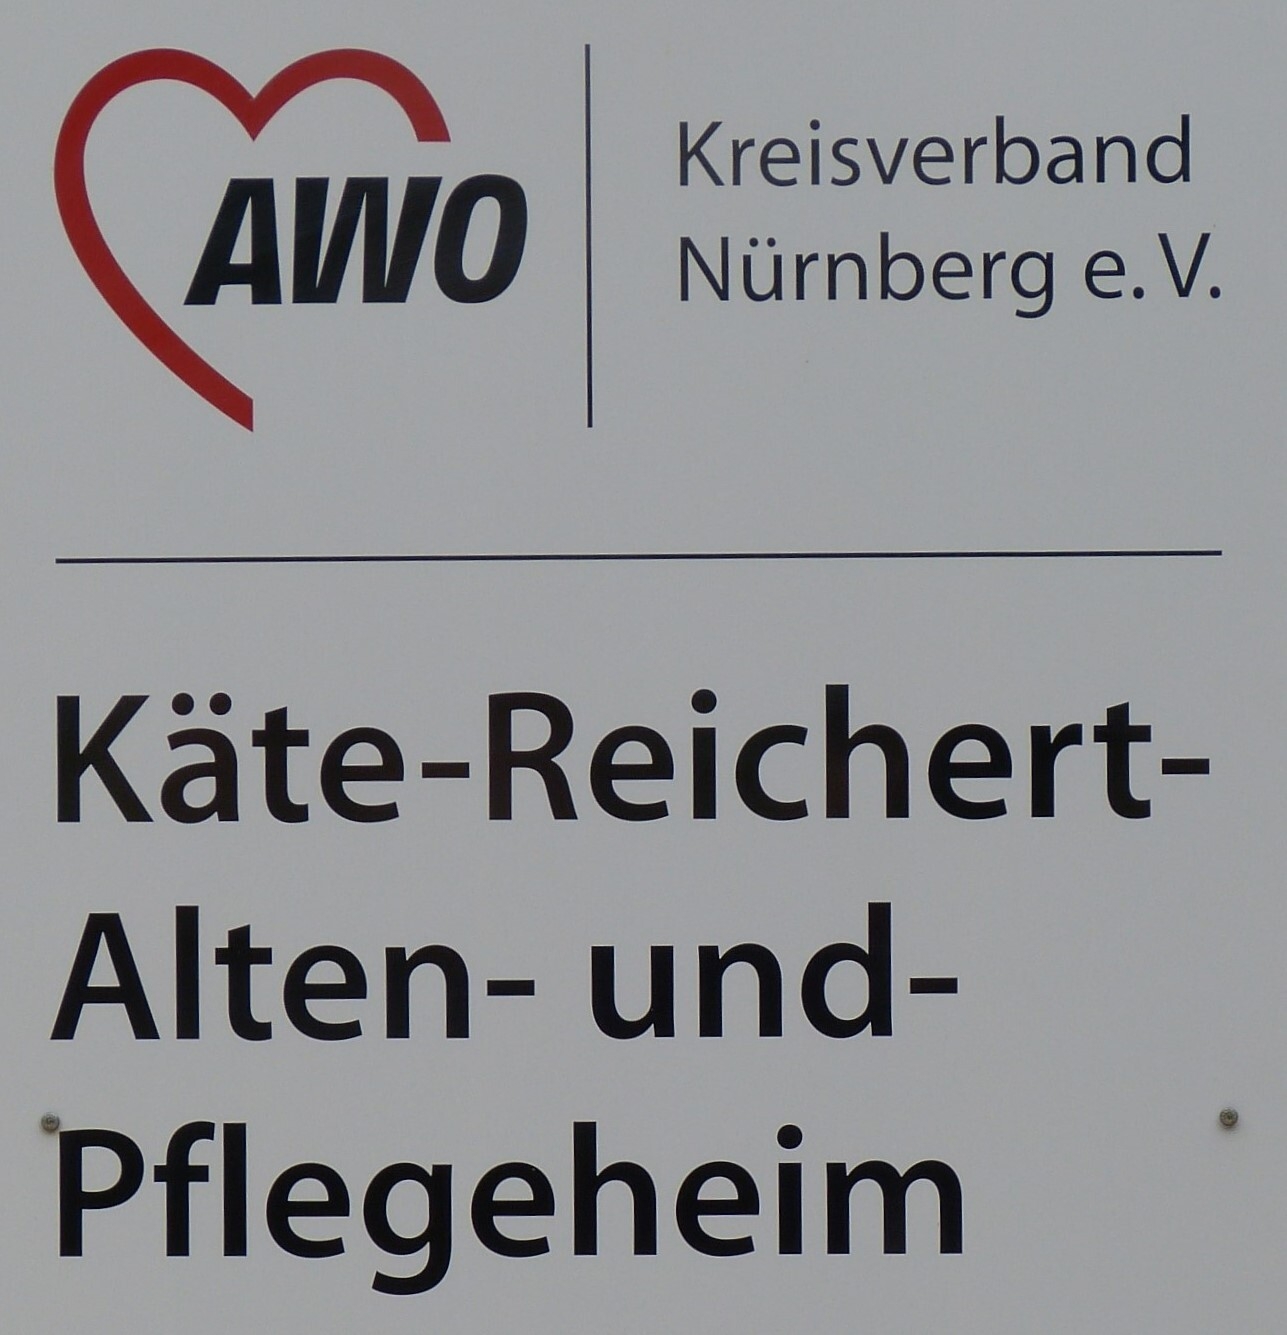 AWO
Kreisverband
Nürnberg e. V.
Käte-Reichert-
Alten- und-
Pflegeheim